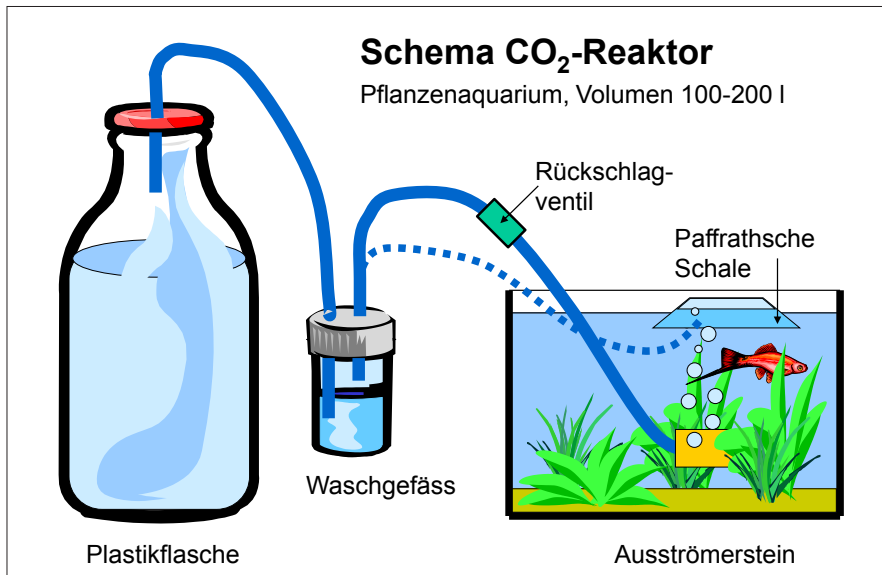 Schema CO₂-Reaktor
Pflanzenaquarium, Volumen 100-200 l
Rückschlag-
ventil
Paffrathsche
Schale
Waschgefäss
Plastikflasche
Ausströmerstein